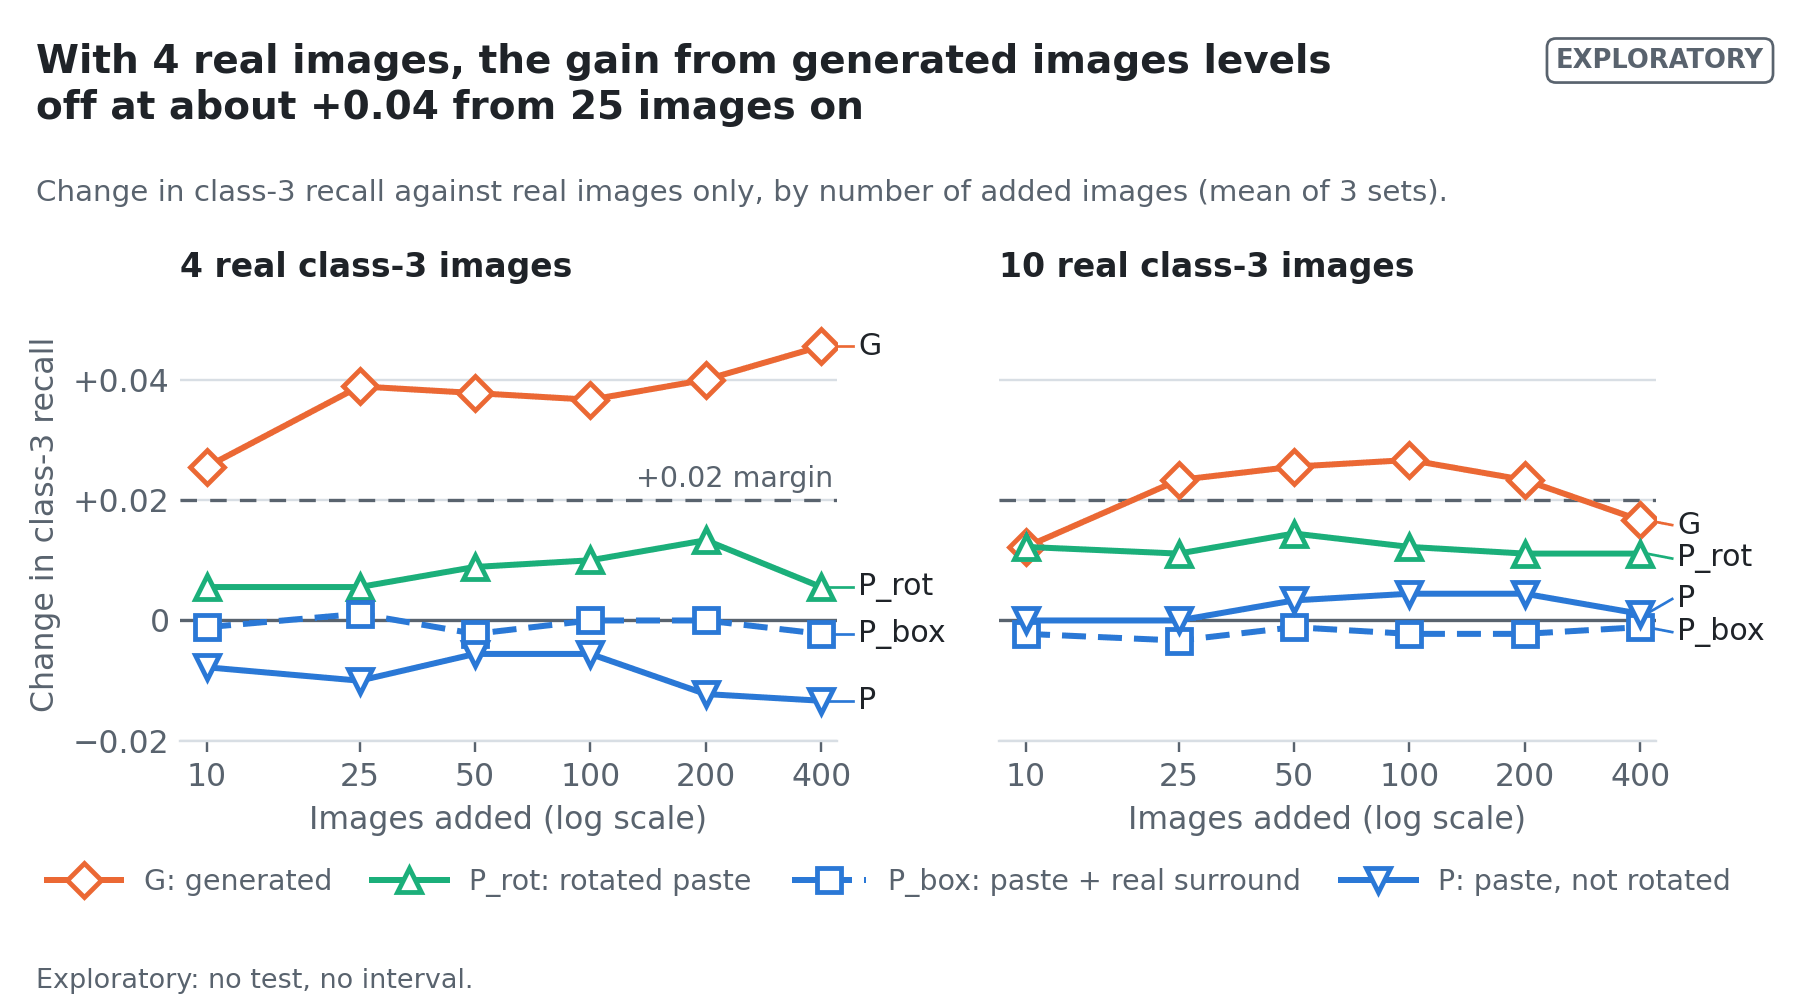 With 4 real images, the gain from generated images levels
off at about +0.04 from 25 images on
EXPLORATORY
Change in class-3 recall against real images only, by number of added images (mean of 3 sets).
4 real class-3 images
Change in class-3 recall
+0.04
+0.02
0
−0.02
+0.02 margin
G
P_rot
P_box
P
10 25 50 100 200 400
Images added (log scale)
10 real class-3 images
G
P_rot
P
P_box
10 25 50 100 200 400
Images added (log scale)
G: generated
P_rot: rotated paste
P_box: paste + real surround
P: paste, not rotated
Exploratory: no test, no interval.